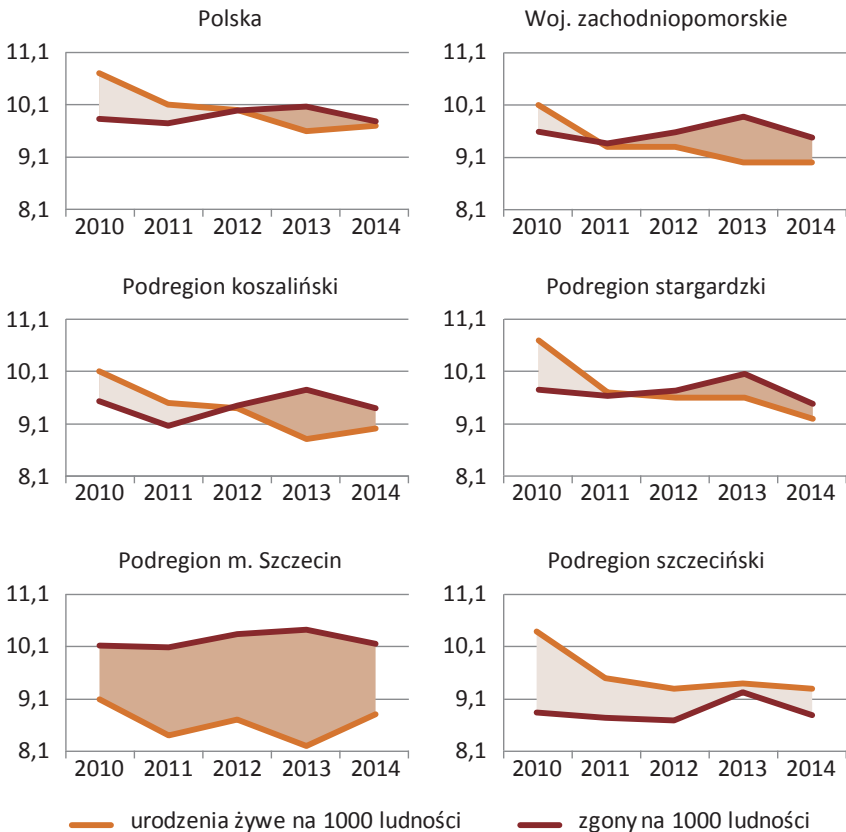 Polska
11,1
10,1
9,1
8,1
2010 2011 2012 2013 2014
Woj. zachodniopomorskie
11,1
10,1
9,1
8,1
2010 2011 2012 2013 2014
Podregion koszaliński
11,1
10,1
9,1
8,1
2010 2011 2012 2013 2014
Podregion stargardzki
11,1
10,1
9,1
8,1
2010 2011 2012 2013 2014
Podregion m. Szczecin
11,1
10,1
9,1
8,1
2010 2011 2012 2013 2014
Podregion szczeciński
11,1
10,1
9,1
8,1
2010 2011 2012 2013 2014
urodzenia żywe na 1000 ludności
zgony na 1000 ludności